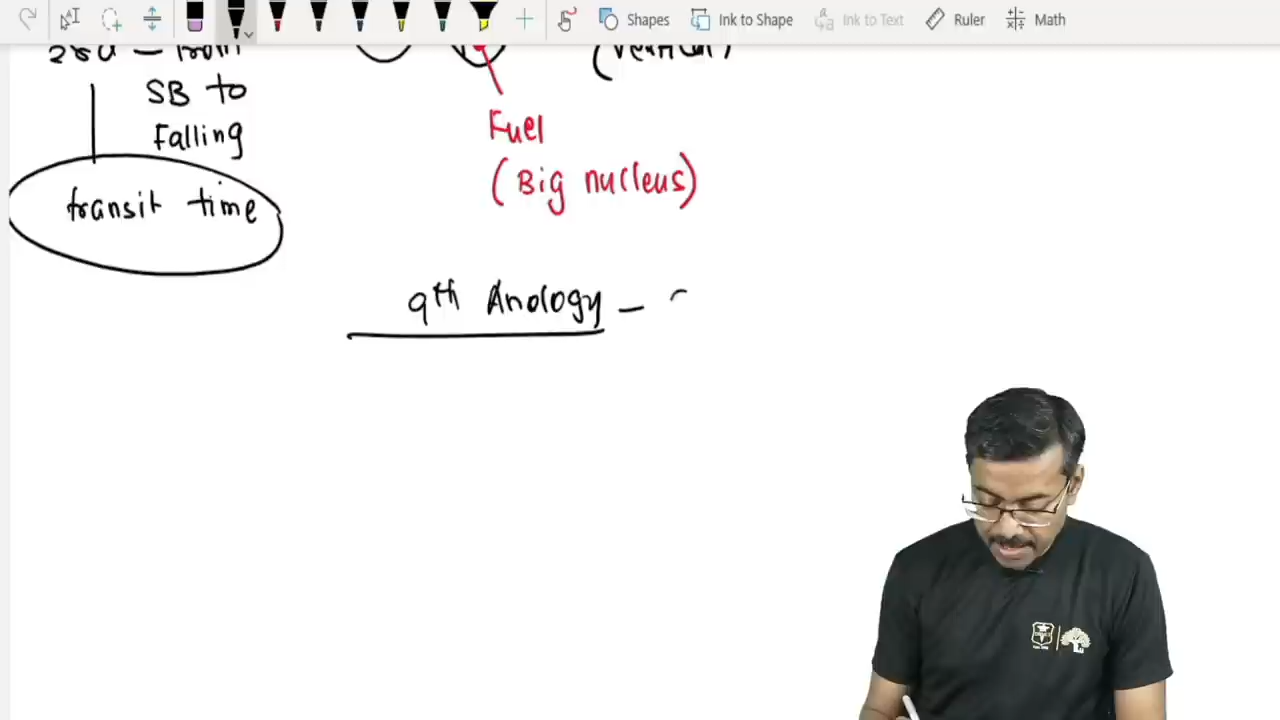 Shapes
Ink to Shape
Ink to Text
Ruler
Math
SB to
Falling
transit time
(vertical)
Fuel
(Big nucleus)
9th Anology –